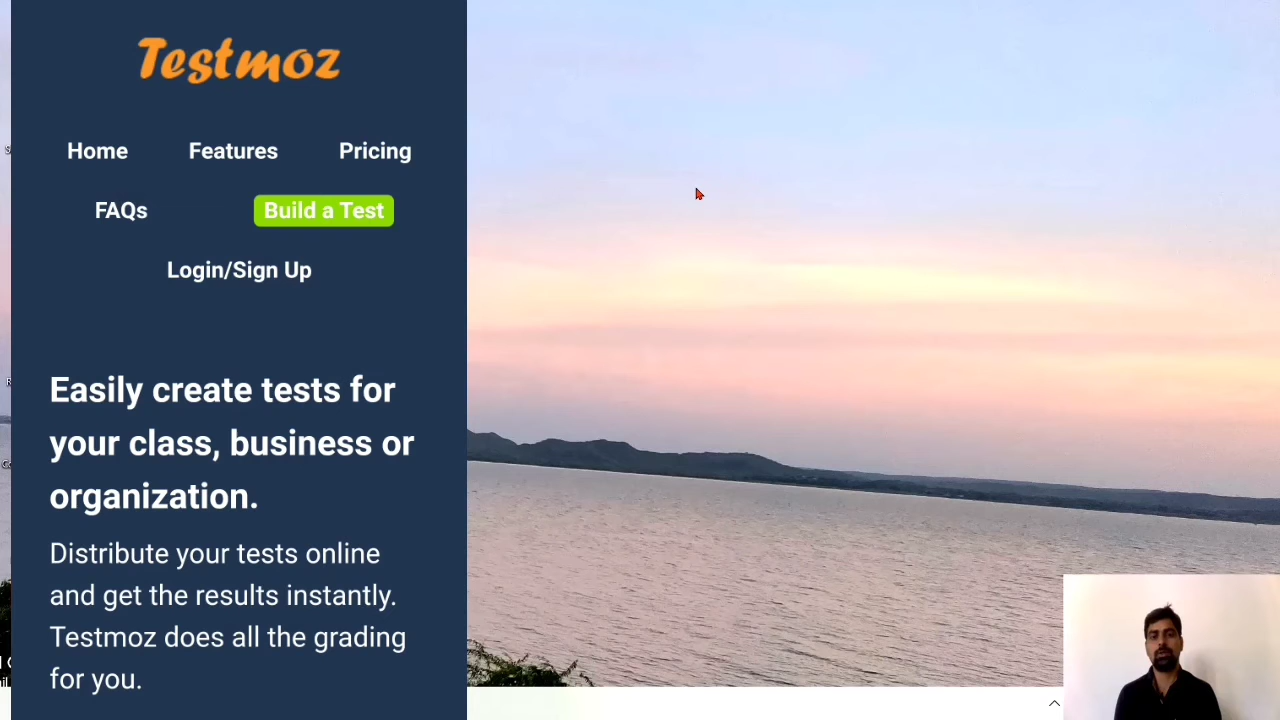 Testmoz
Home Features Pricing
FAQs Build a Test
Login/Sign Up
Easily create tests for
your class, business or
organization.
Distribute your tests online
and get the results instantly.
Testmoz does all the grading
for you.